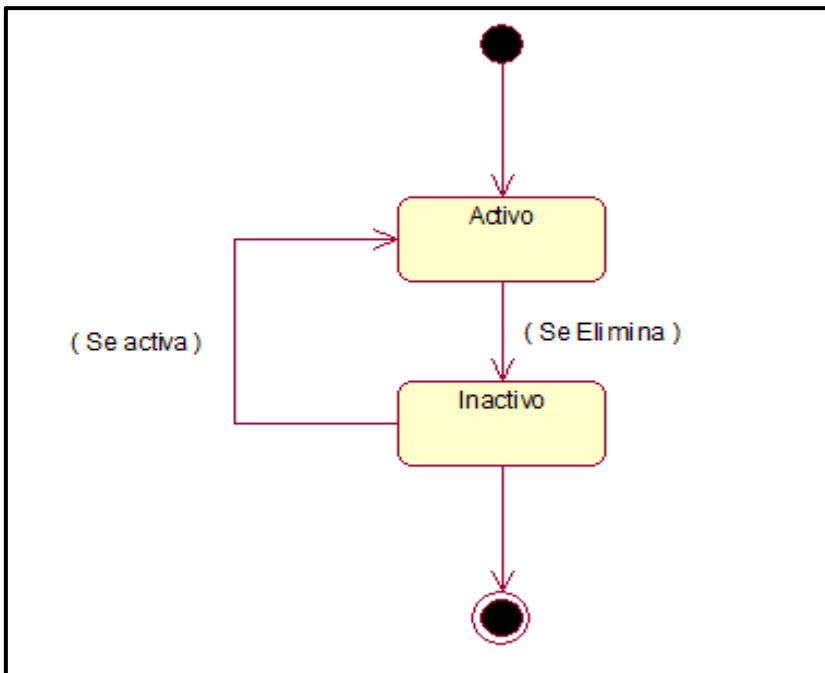 Activo
( Se activa )
( Se Elimina )
Inactivo